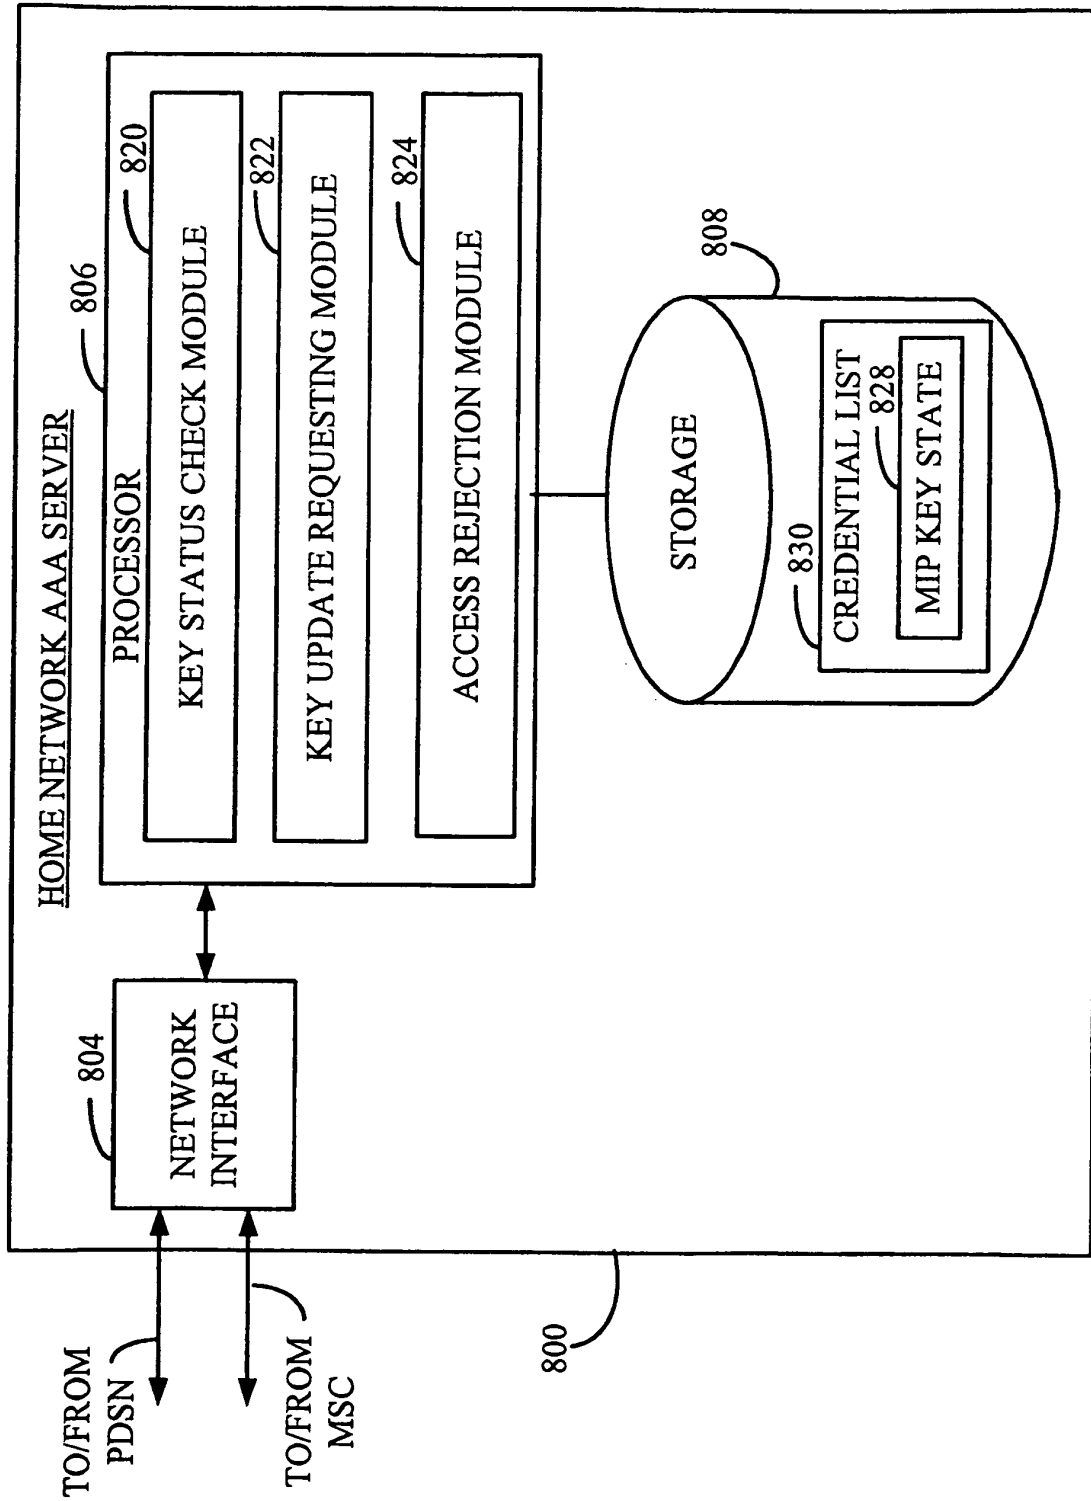 HOME NETWORK AAA SERVER
806
PROCESSOR
820
KEY STATUS CHECK MODULE
822
KEY UPDATE REQUESTING MODULE
824
ACCESS REJECTION MODULE
804
NETWORK
INTERFACE
TO/FROM
PDSN
TO/FROM
MSC
800
808
STORAGE
830
CREDENTIAL LIST
828
MIP KEY STATE